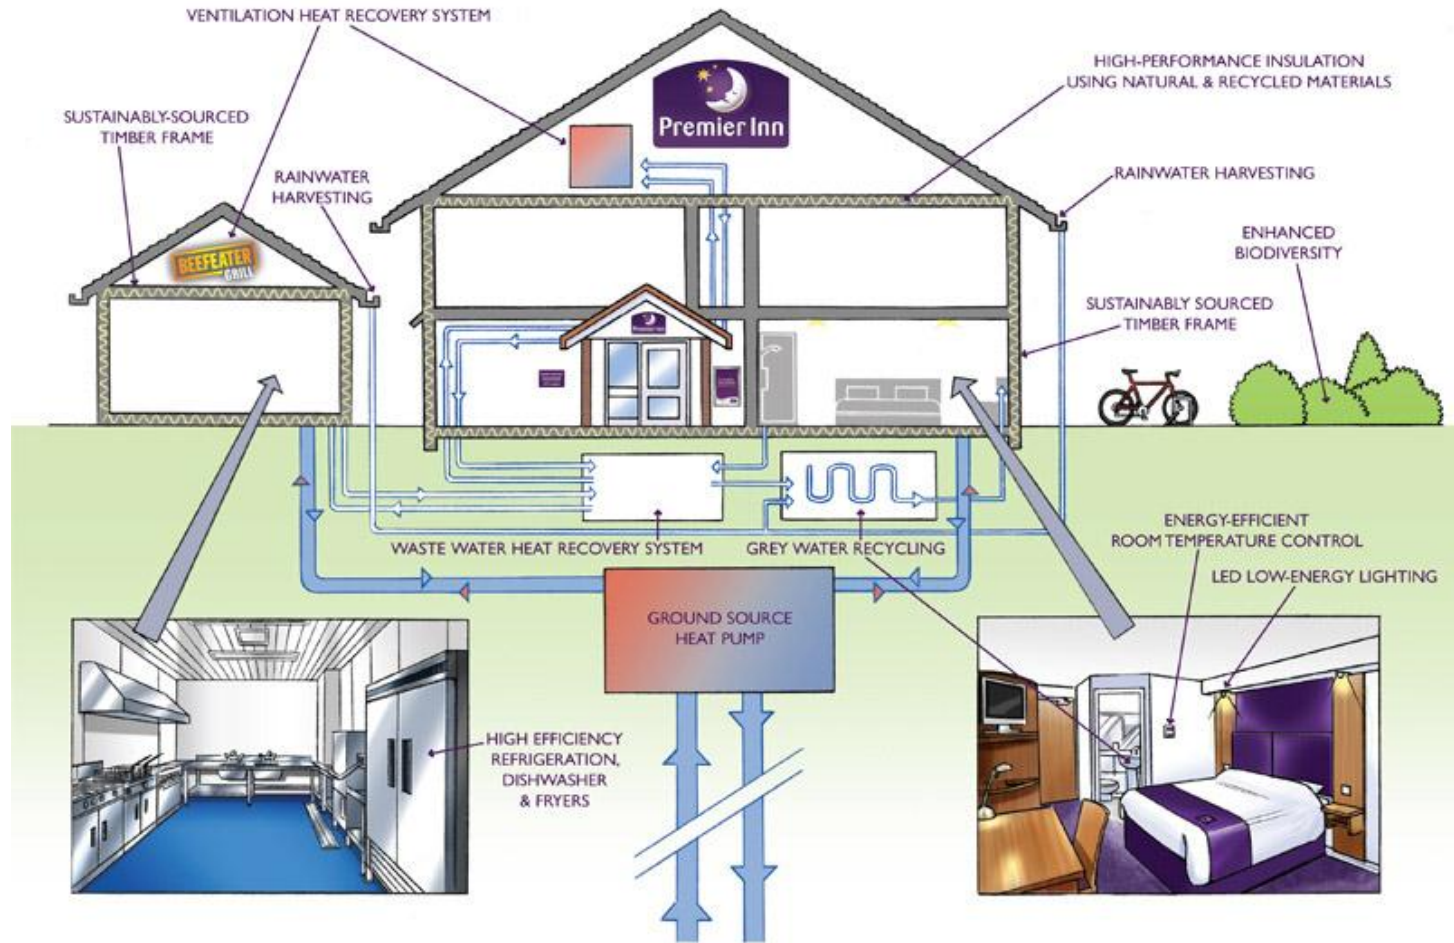 VENTILATION HEAT RECOVERY SYSTEM
HIGH-PERFORMANCE INSULATION
USING NATURAL & RECYCLED MATERIALS
SUSTAINABLY-SOURCED
TIMBER FRAME
Premier Inn
RAINWATER
HARVESTING
RAINWATER HARVESTING
BEEFEATER
GRILL
ENHANCED
BIODIVERSITY
SUSTAINABLY SOURCED
TIMBER FRAME
Premier Inn
WASTE WATER HEAT RECOVERY SYSTEM
GREY WATER RECYCLING
ENERGY-EFFICIENT
ROOM TEMPERATURE CONTROL
LED LOW-ENERGY LIGHTING
GROUND SOURCE
HEAT PUMP
HIGH EFFICIENCY
REFRIGERATION,
DISHWASHER
& FRYERS